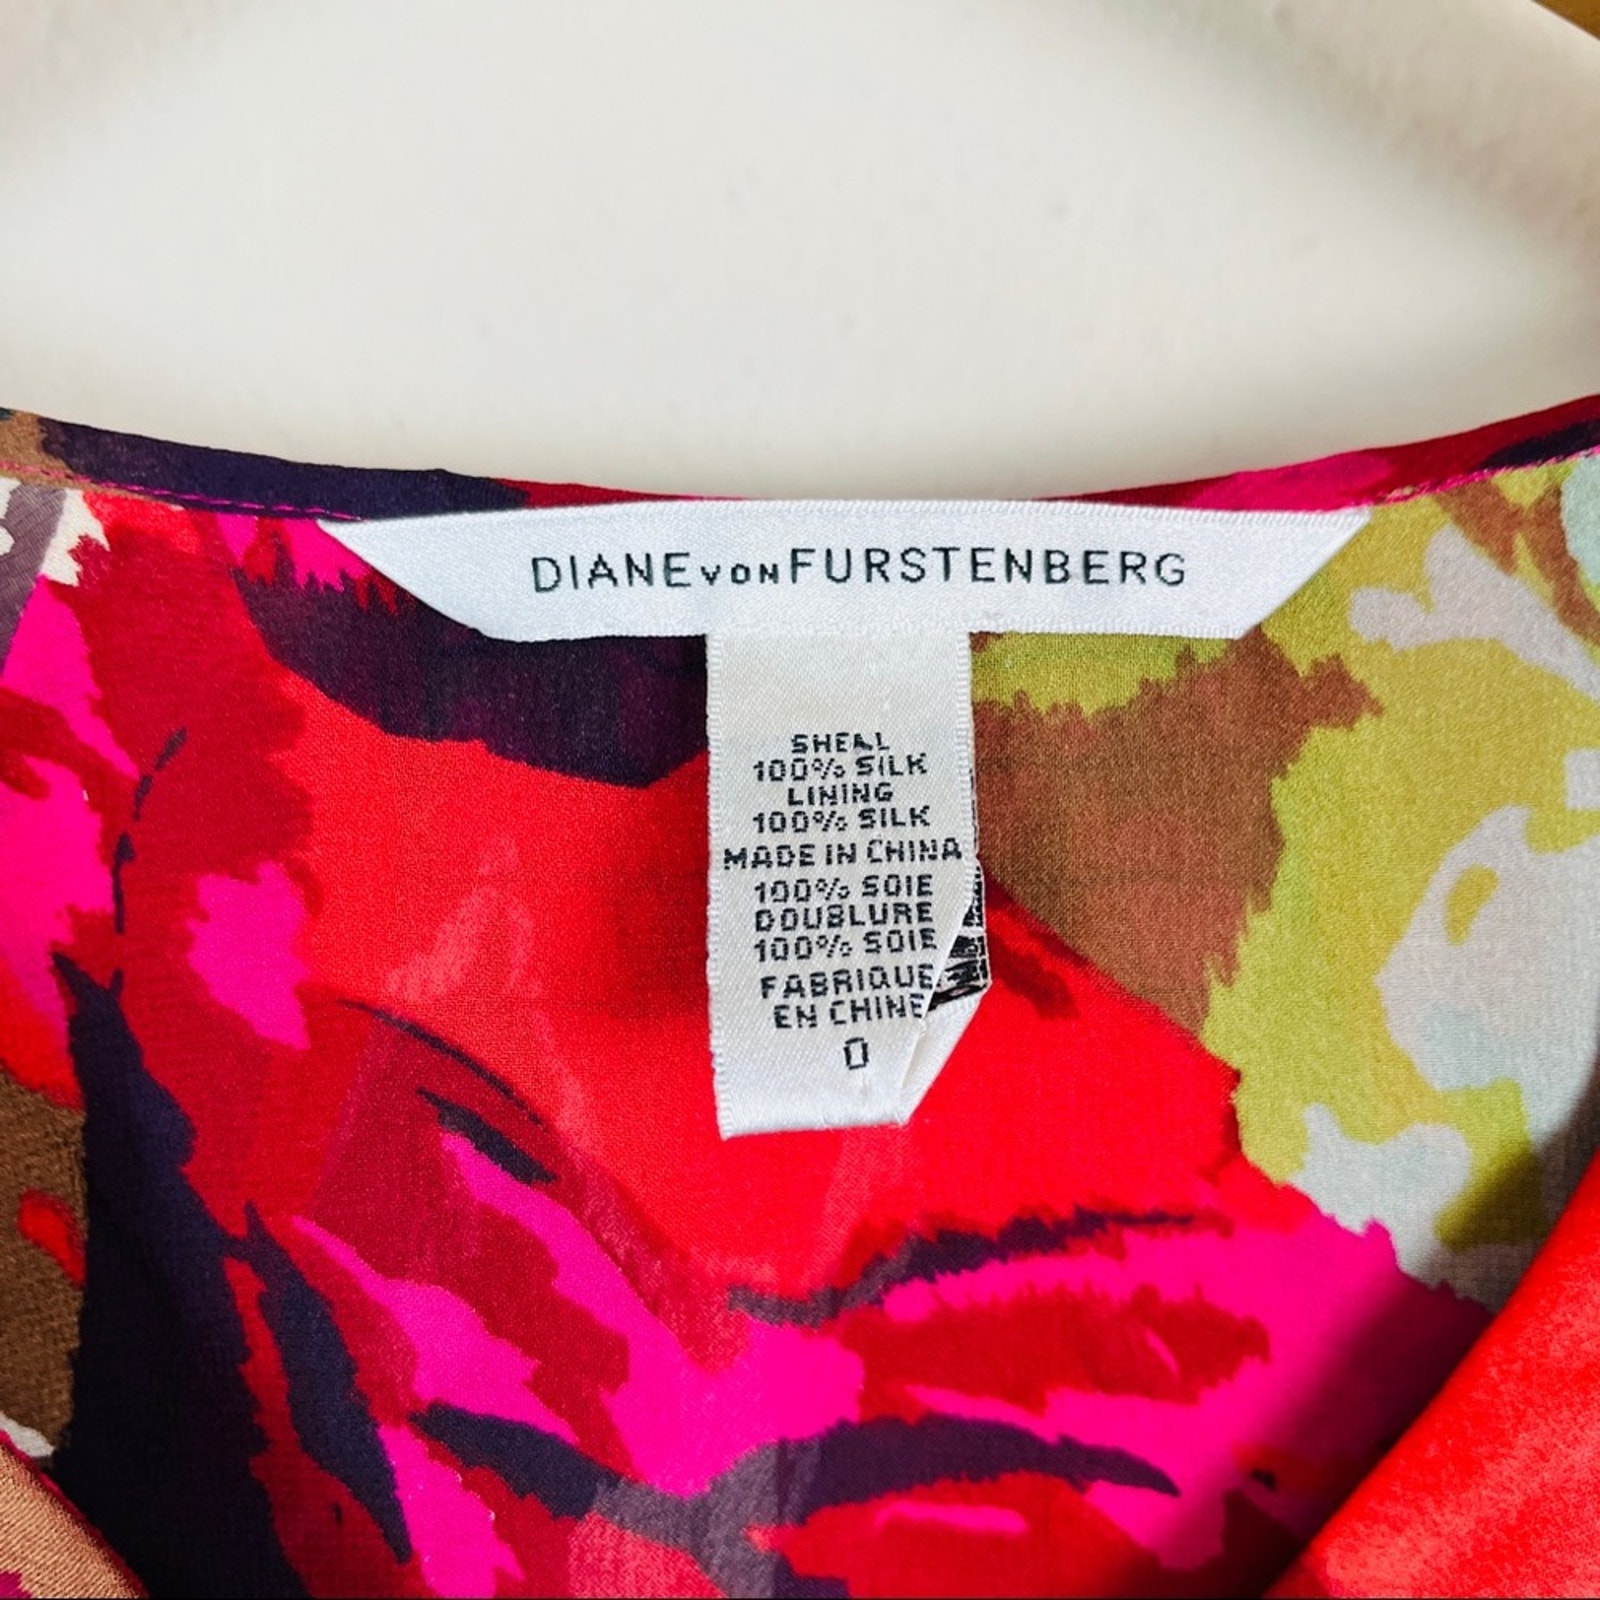 DIANE VON FURSTENBERG
SHELL
100% SILK
LINING
100% SILK
MADE IN CHINA
100% SOIE
DOUBLURE
100% SOIE
FABRIQUE
EN CHINE
0